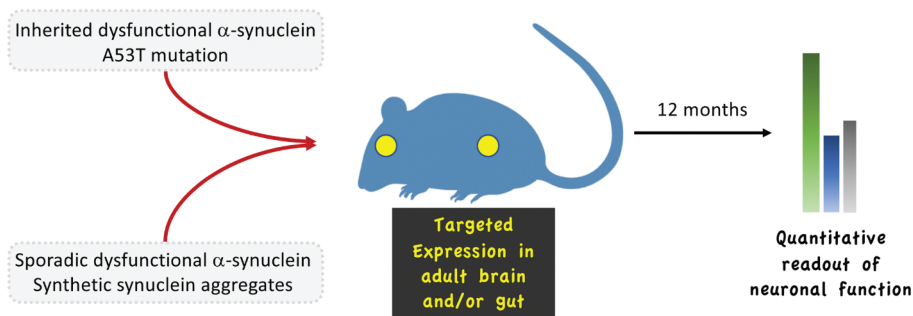 Inherited dysfunctional α-synuclein
A53T mutation
Sporadic dysfunctional α-synuclein
Synthetic synuclein aggregates
Targeted
Expression in
adult brain
and/or gut
12 months
Quantitative
readout of
neuronal function